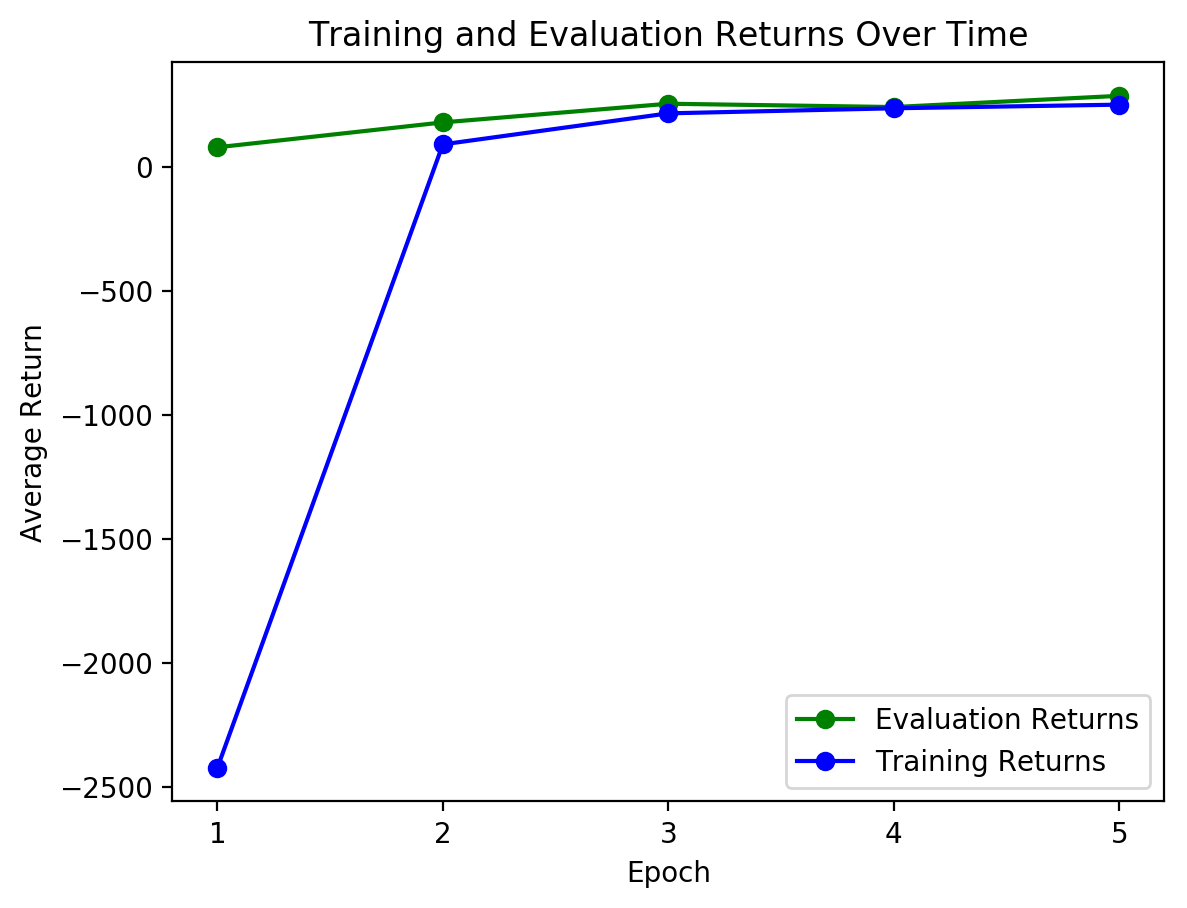 Training and Evaluation Returns Over Time
0
−500
−1000
−1500
−2000
−2500
Average Return
1 2 3 4 5
Epoch
Evaluation Returns
Training Returns